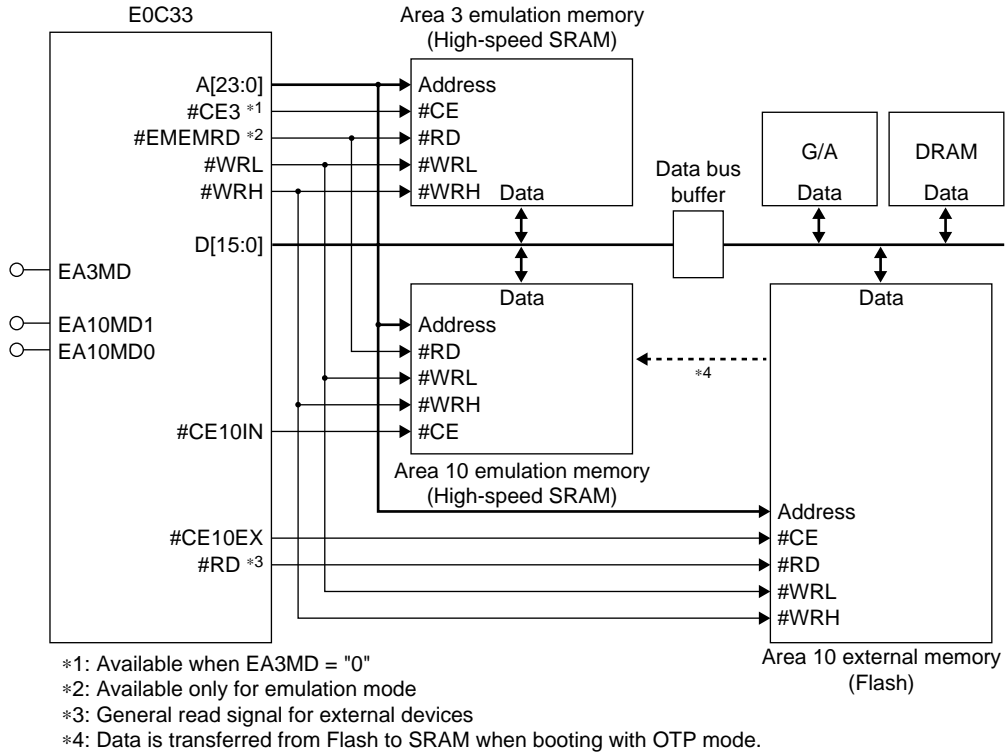 E0C33
A[23:0]
#CE3 *1
#EMEMRD *2
#WRL
#WRH
D[15:0]
EA3MD
EA10MD1
EA10MD0
#CE10IN
#CE10EX
#RD *3
Area 3 emulation memory
(High-speed SRAM)
Address
#CE
#RD
#WRL
#WRH
Data
Data bus
buffer
G/A
Data
DRAM
Data
Data
Address
#RD
#WRL
#WRH
#CE
Area 10 emulation memory
(High-speed SRAM)
*4
Data
Address
#CE
#RD
#WRL
#WRH
Area 10 external memory
(Flash)
*1: Available when EA3MD = "0"
*2: Available only for emulation mode
*3: General read signal for external devices
*4: Data is transferred from Flash to SRAM when booting with OTP mode.